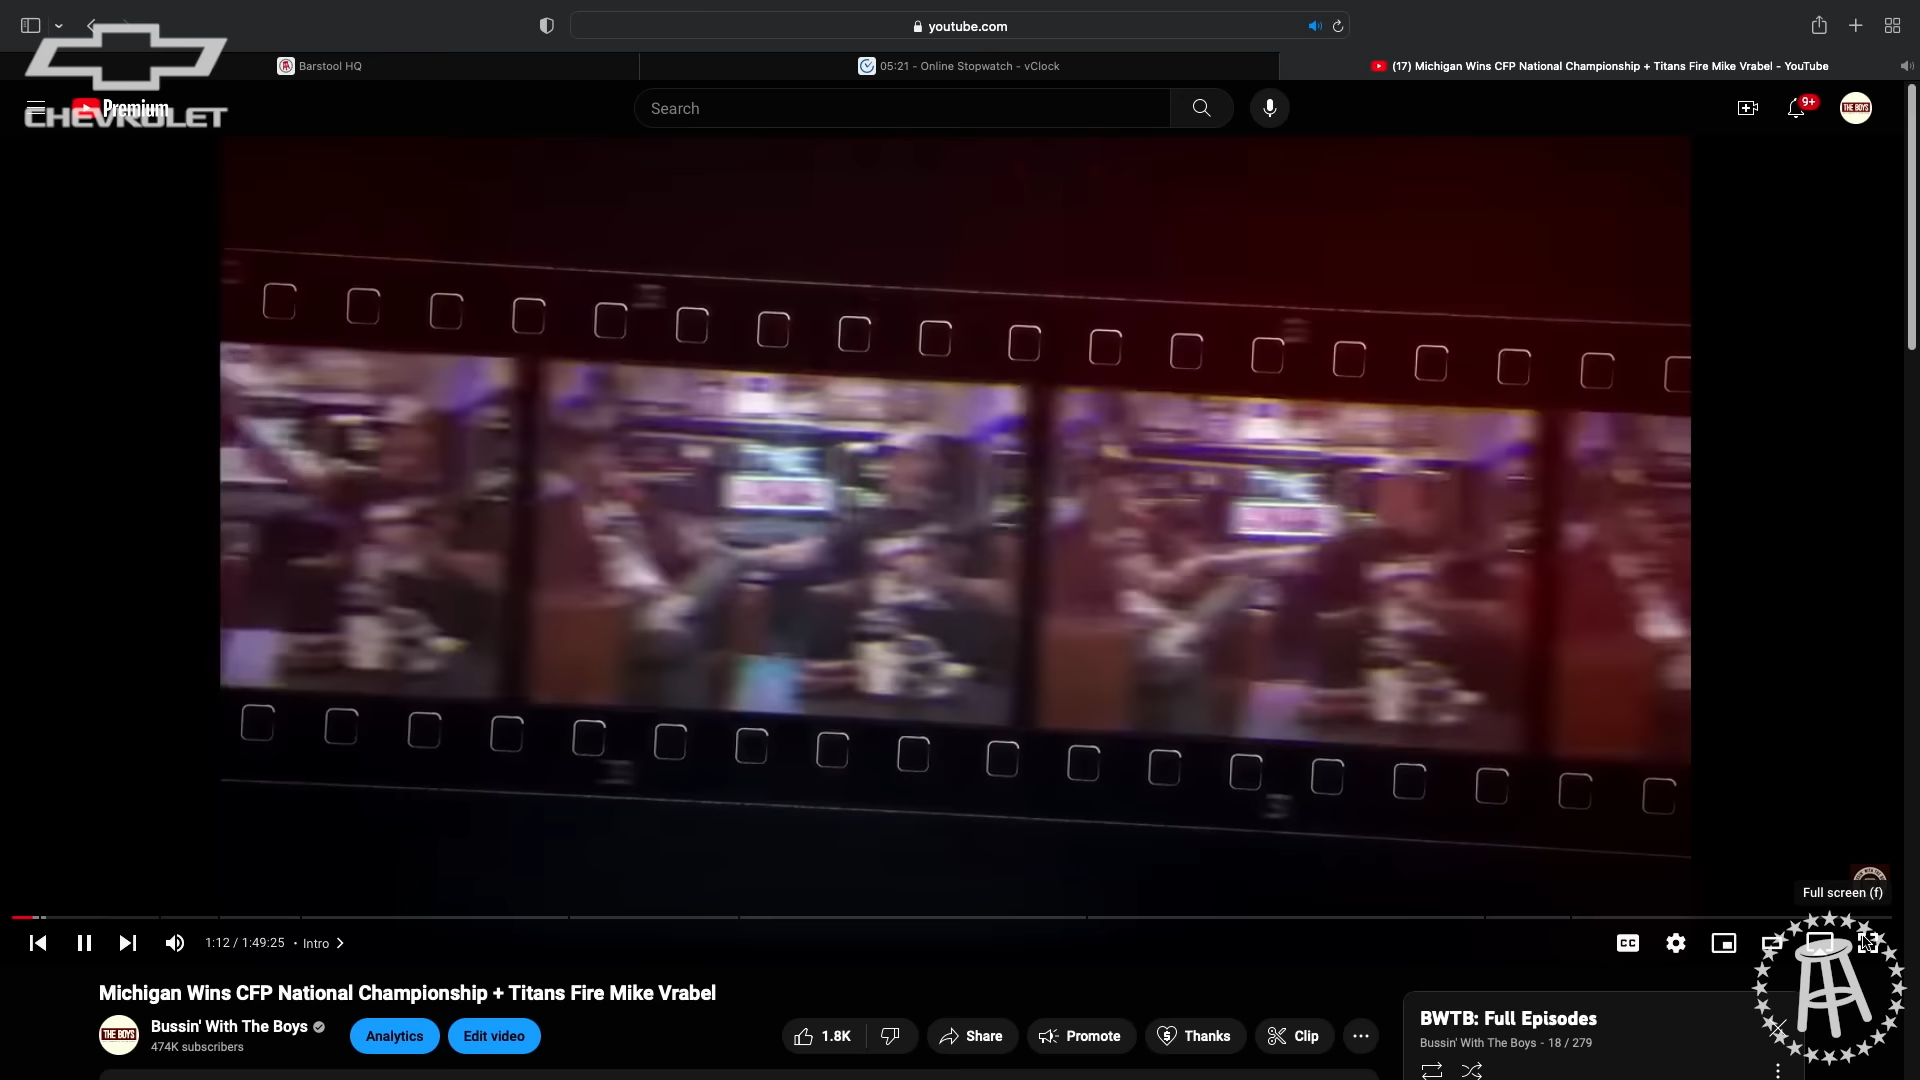 youtube.com
Barstool HQ
05:21 - Online Stopwatch - vClock
(17) Michigan Wins CFP National Championship + Titans Fire Mike Vrabel - YouTube
CHEVROLET
Premium
Search
9+
THE BOYS
Full screen (f)
1:12 / 1:49:25 • Intro
CC
Michigan Wins CFP National Championship + Titans Fire Mike Vrabel
THE BOYS
Bussin' With The Boys
474K subscribers
Analytics
Edit video
1.8K
Share
Promote
Thanks
Clip
BWTB: Full Episodes
Bussin' With The Boys - 18 / 279